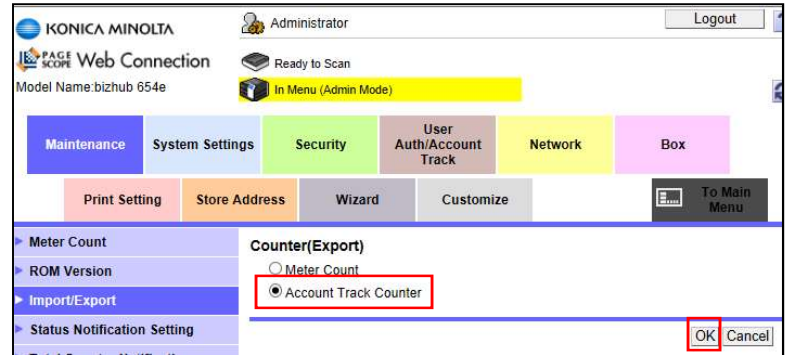 KONICA MINOLTA
Administrator
Logout
PAGE SCOPE Web Connection
Ready to Scan
Model Name:bizhub 654e
In Menu (Admin Mode)
Maintenance
System Settings
Security
User Auth/Account Track
Network
Box
Print Setting
Store Address
Wizard
Customize
To Main Menu
Meter Count
ROM Version
Import/Export
Status Notification Setting
Counter(Export)
Meter Count
Account Track Counter
OK
Cancel